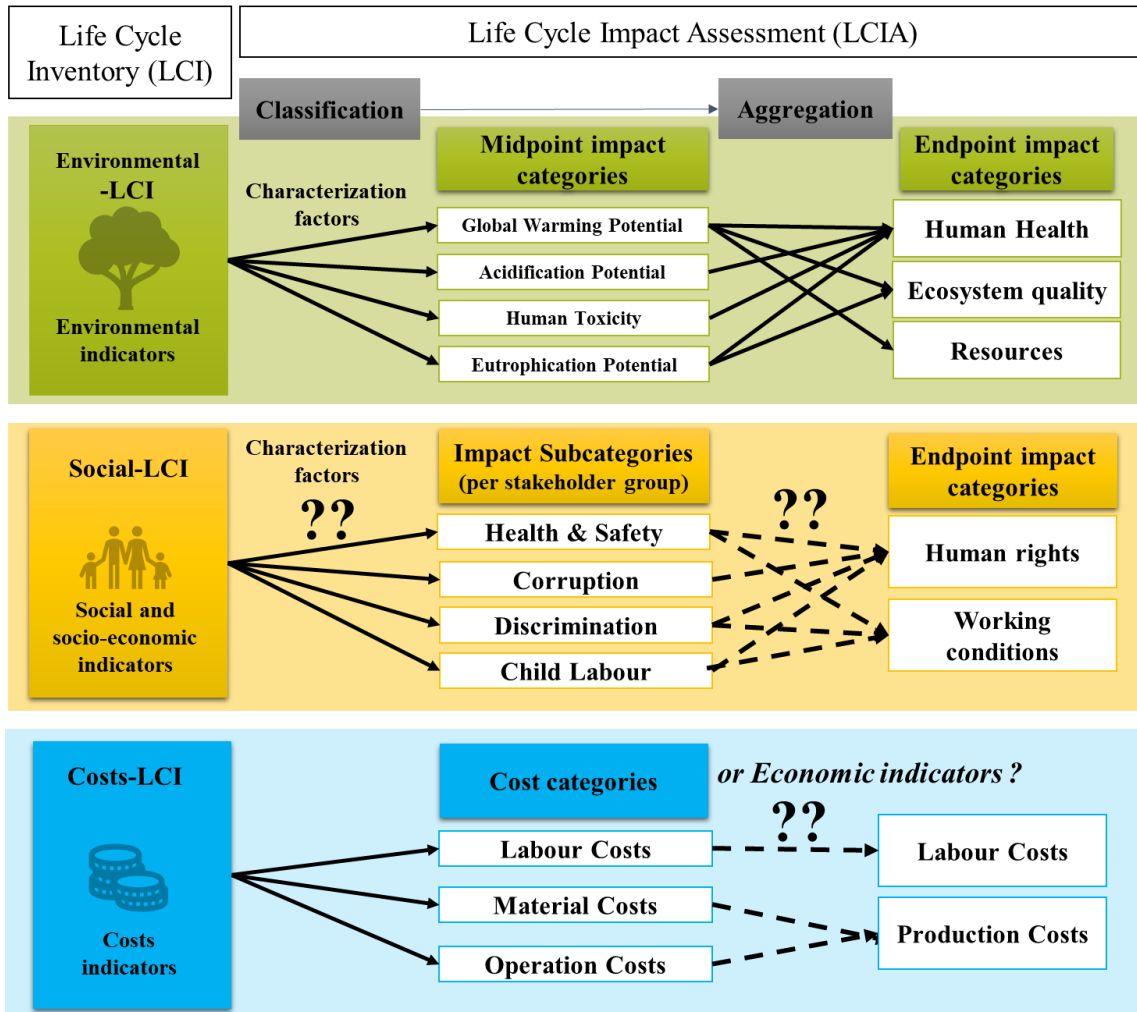 Life Cycle
Inventory (LCI)
Life Cycle Impact Assessment (LCIA)
Classification
Aggregation
Environmental
-LCI
Environmental
indicators
Characterization
factors
Midpoint impact
categories
Global Warming Potential
Acidification Potential
Human Toxicity
Eutrophication Potential
Endpoint impact
categories
Human Health
Ecosystem quality
Resources
Social-LCI
Social and
socio-economic
indicators
Characterization
factors
??
Impact Subcategories
(per stakeholder group)
Health & Safety
Corruption
Discrimination
Child Labour
??
Endpoint impact
categories
Human rights
Working
conditions
Costs-LCI
Costs
indicators
Cost categories
or Economic indicators ?
??
Labour Costs
Material Costs
Operation Costs
Labour Costs
Production Costs